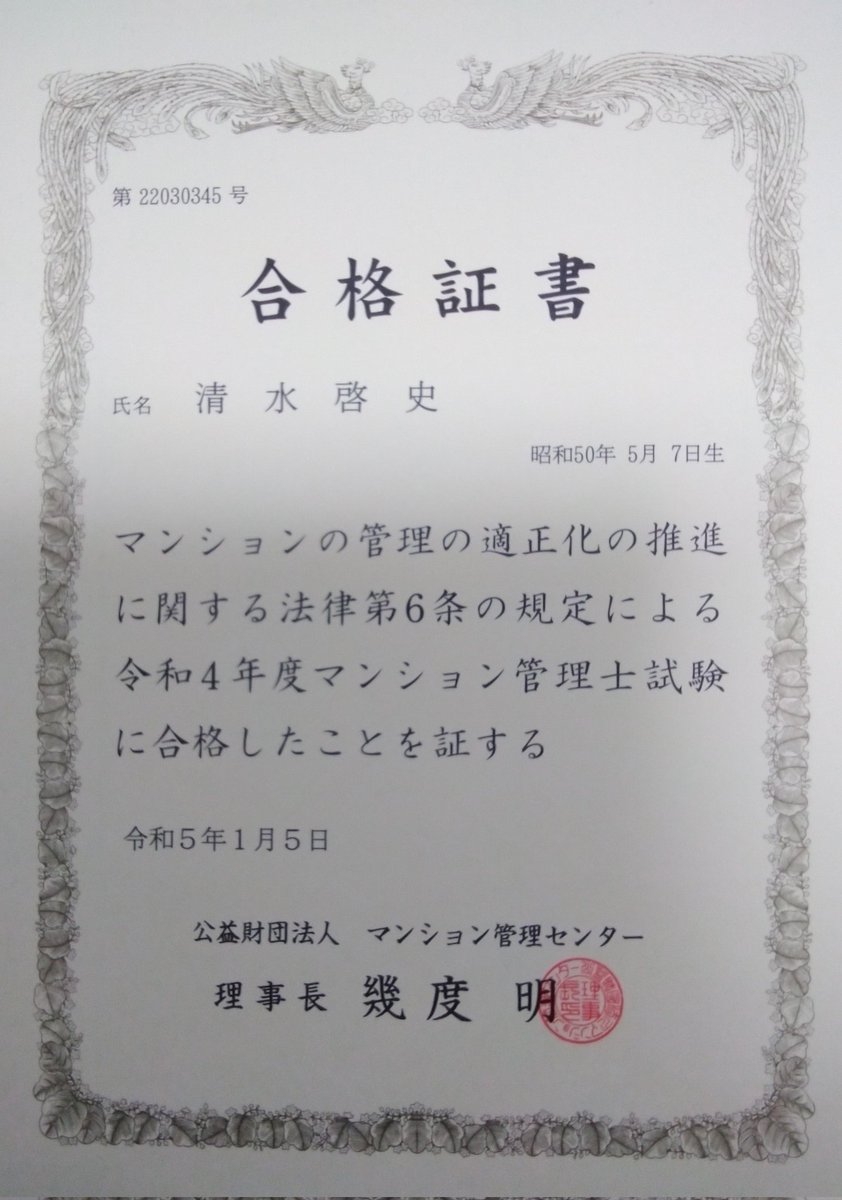 第 22030345 号
合格証書
氏名 清水啓史
昭和50年 5月 7日生
マンションの管理の適正化の推進
に関する法律第6条の規定による
令和4年度マンション管理士試験
に合格したことを証する
令和5年1月5日
公益財団法人 マンション管理センター
理事長 幾度 明